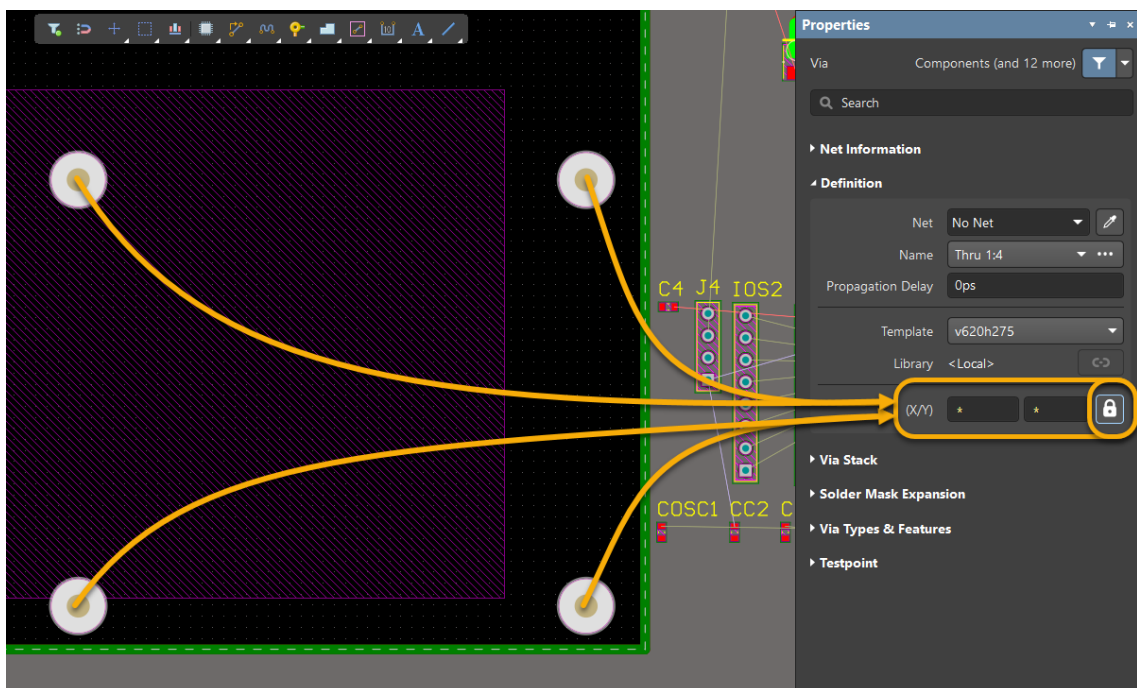 A
Properties
Via Components (and 12 more)
Search
Net Information
Definition
Net No Net
Name Thru 1:4
Propagation Delay 0ps
Template v620h275
Library <Local>
(X/Y) * *
Via Stack
Solder Mask Expansion
Via Types & Features
Testpoint
C4 J4 IOS2
COSC1 CC2 C